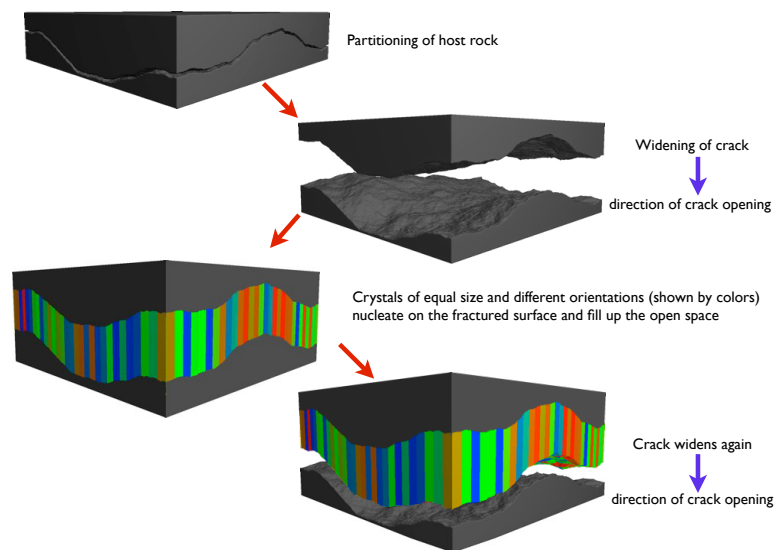 Partitioning of host rock
Widening of crack
direction of crack opening
Crystals of equal size and different orientations (shown by colors)
nucleate on the fractured surface and fill up the open space
Crack widens again
direction of crack opening